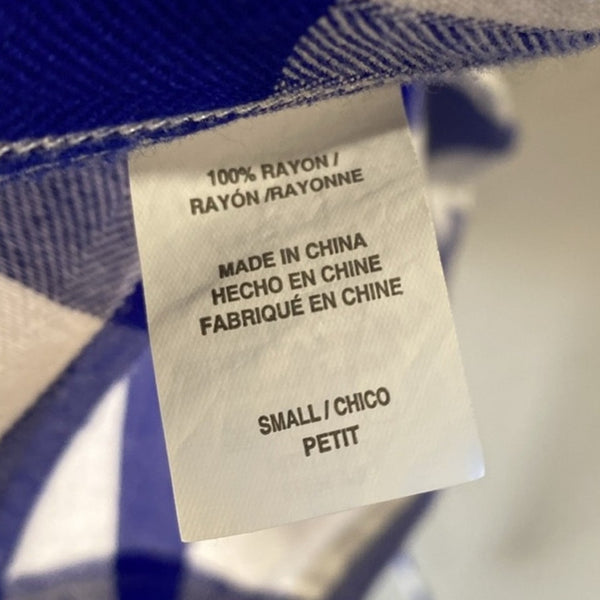 100% RAYON /
RAYÓN /RAYONNE
MADE IN CHINA
HECHO EN CHINE
FABRIQUÉ EN CHINE
SMALL / CHICO
PETIT